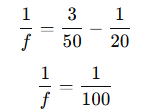 1/f = 3/50 − 1/20
1/f = 1/100